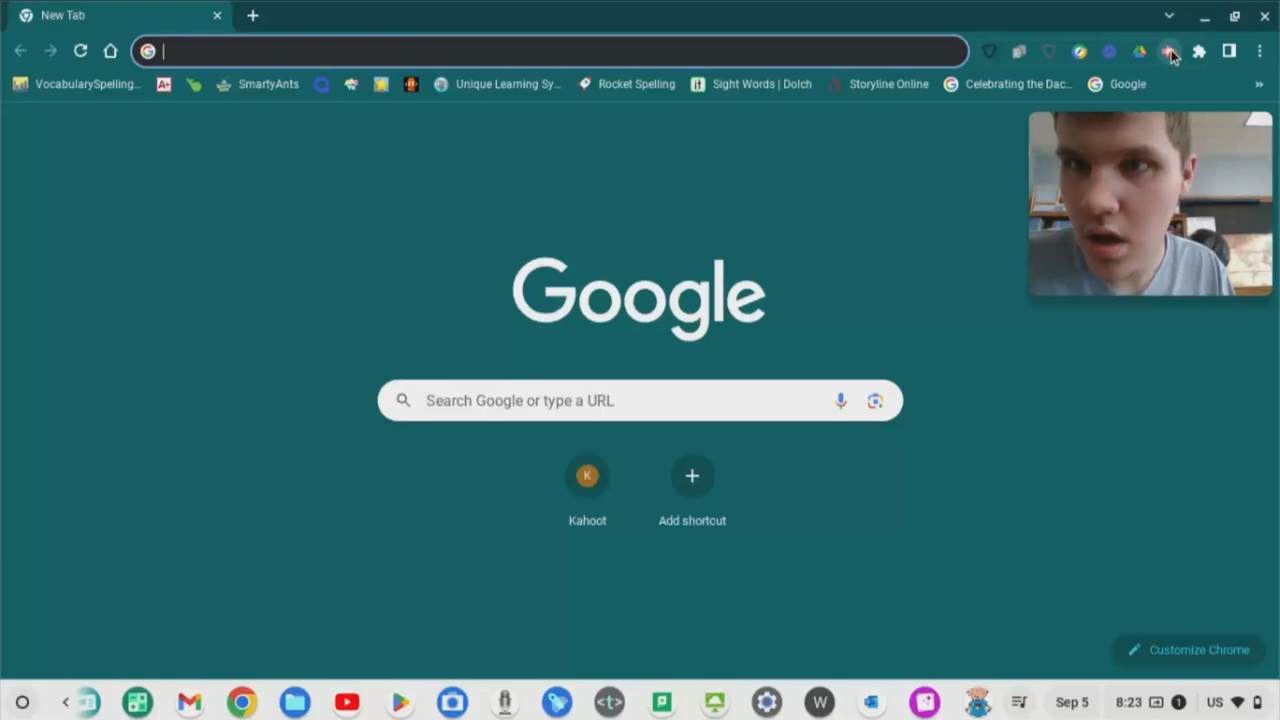 New Tab
VocabularySpelling...
A+
SmartyAnts
Unique Learning Sy...
Rocket Spelling
Sight Words | Dolch
Storyline Online
Celebrating the Dac...
Google
»
Google
Search Google or type a URL
K
Kahoot
Add shortcut
Customize Chrome
<t>
W
Sep 5
8:23
1
US